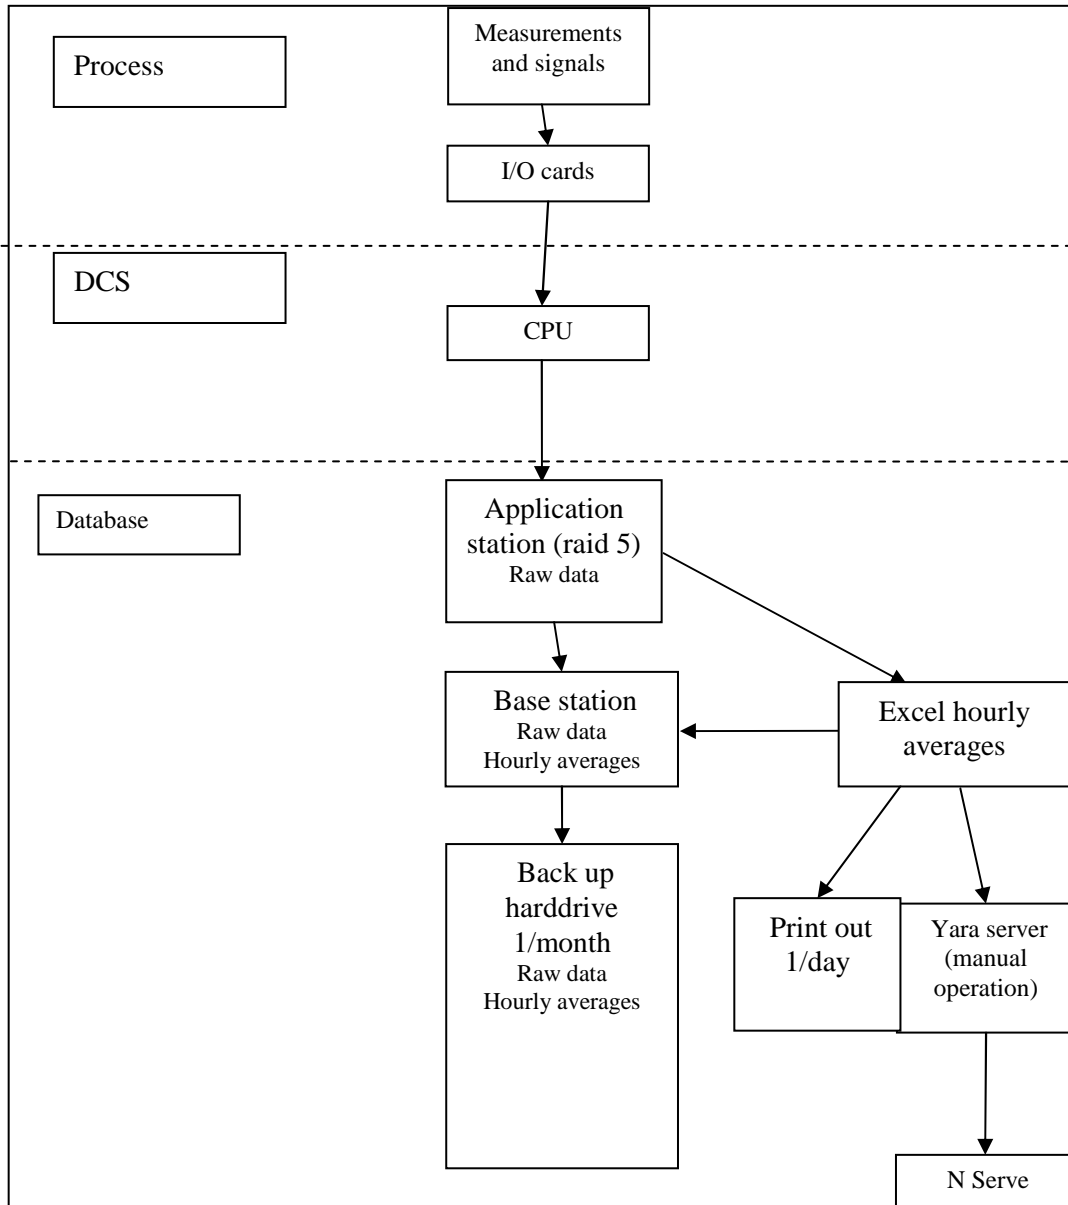 Process
Measurements
and signals
I/O cards
DCS
CPU
Database
Application
station (raid 5)
Raw data
Base station
Raw data
Hourly averages
Excel hourly
averages
Back up
harddrive
1/month
Raw data
Hourly averages
Print out
1/day
Yara server
(manual
operation)
N Serve